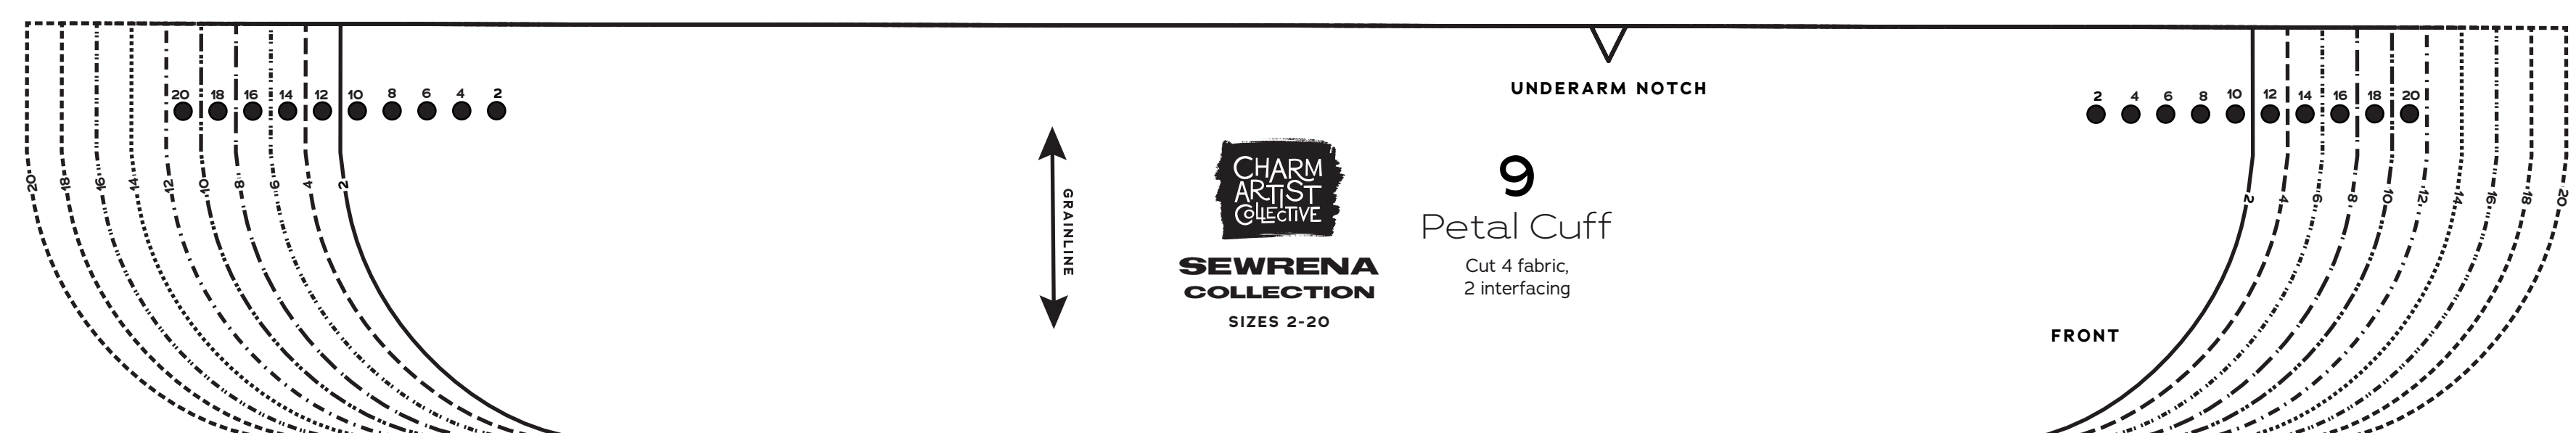 20 18 16 14 12 10 8 6 4 2
20 18 16 14 12 10 8 6 4 2
GRAINLINE
CHARM
ARTIST
COLLECTIVE
SEWRENA
COLLECTION
SIZES 2-20
UNDERARM NOTCH
9
Petal Cuff
Cut 4 fabric,
2 interfacing
2 4 6 8 10 12 14 16 18 20
2 4 6 8 10 12 14 16 18 20
FRONT